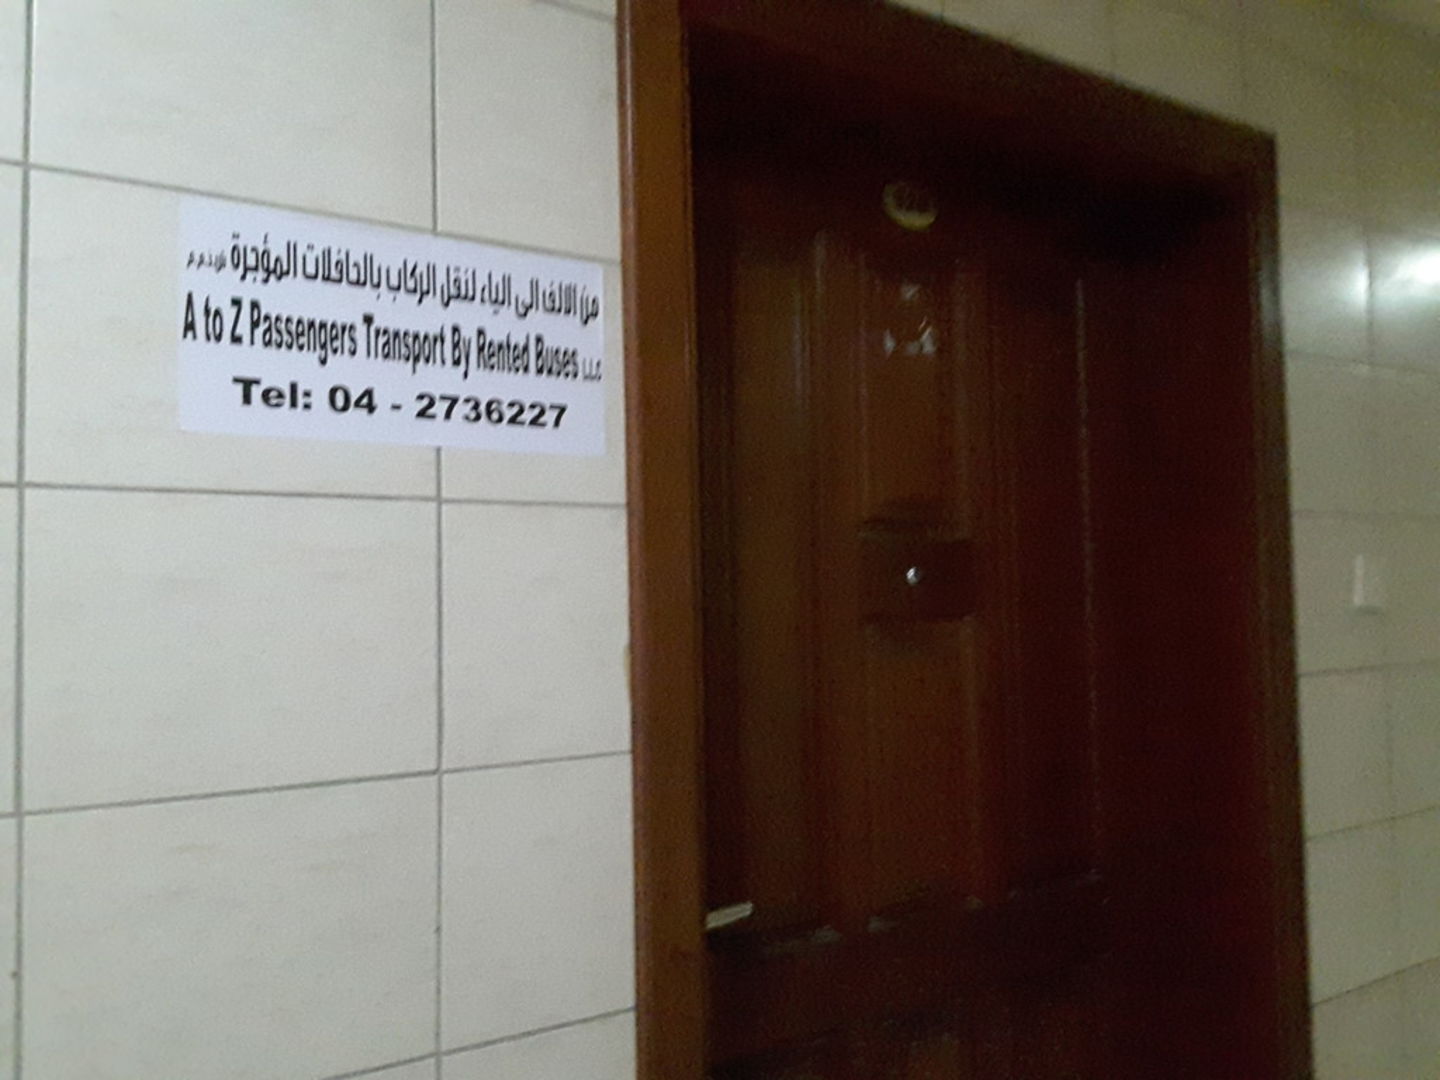 من الالف الى الياء لنقل الركاب بالحافلات المؤجرة ش.ذ.م.م
A to Z Passengers Transport By Rented Buses L.L.C
Tel: 04 - 2736227